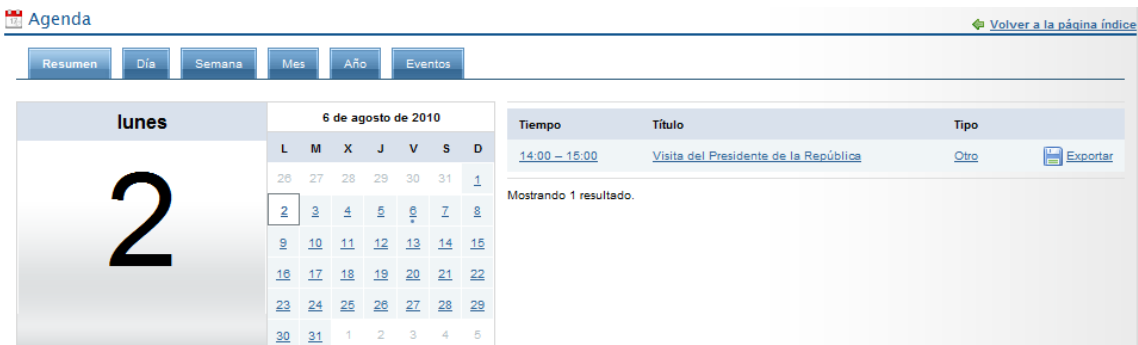 Agenda
Volver a la página índice
Resumen Día Semana Mes Año Eventos
lunes
2
6 de agosto de 2010
L M X J V S D
26 27 28 29 30 31 1
2 3 4 5 6 7 8
9 10 11 12 13 14 15
16 17 18 19 20 21 22
23 24 25 26 27 28 29
30 31 1 2 3 4 5
Tiempo Título Tipo
14:00 – 15:00 Visita del Presidente de la República Otro Exportar
Mostrando 1 resultado.